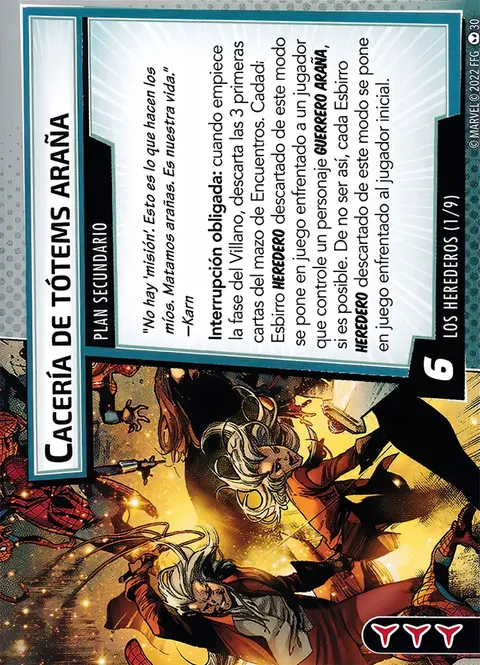 CACERÍA DE TÓTEMS ARAÑA
PLAN SECUNDARIO
"No hay 'misión'. Esto es lo que hacen los
míos. Matamos arañas. Es nuestra vida."
—Karn
Interrupción obligada: cuando empiece
la fase del Villano, descarta las 3 primeras
cartas del mazo de Encuentros. Cadad:
Esbirro HEREDERO descartado de este modo
se pone en juego enfrentado a un jugador
que controle un personaje GUERRERO ARAÑA,
si es posible. De no ser así, cada Esbirro
HEREDERO descartado de este modo se pone
en juego enfrentado al jugador inicial.
6
LOS HEREDEROS (1/9)
© MARVEL © 2022 FFG 30